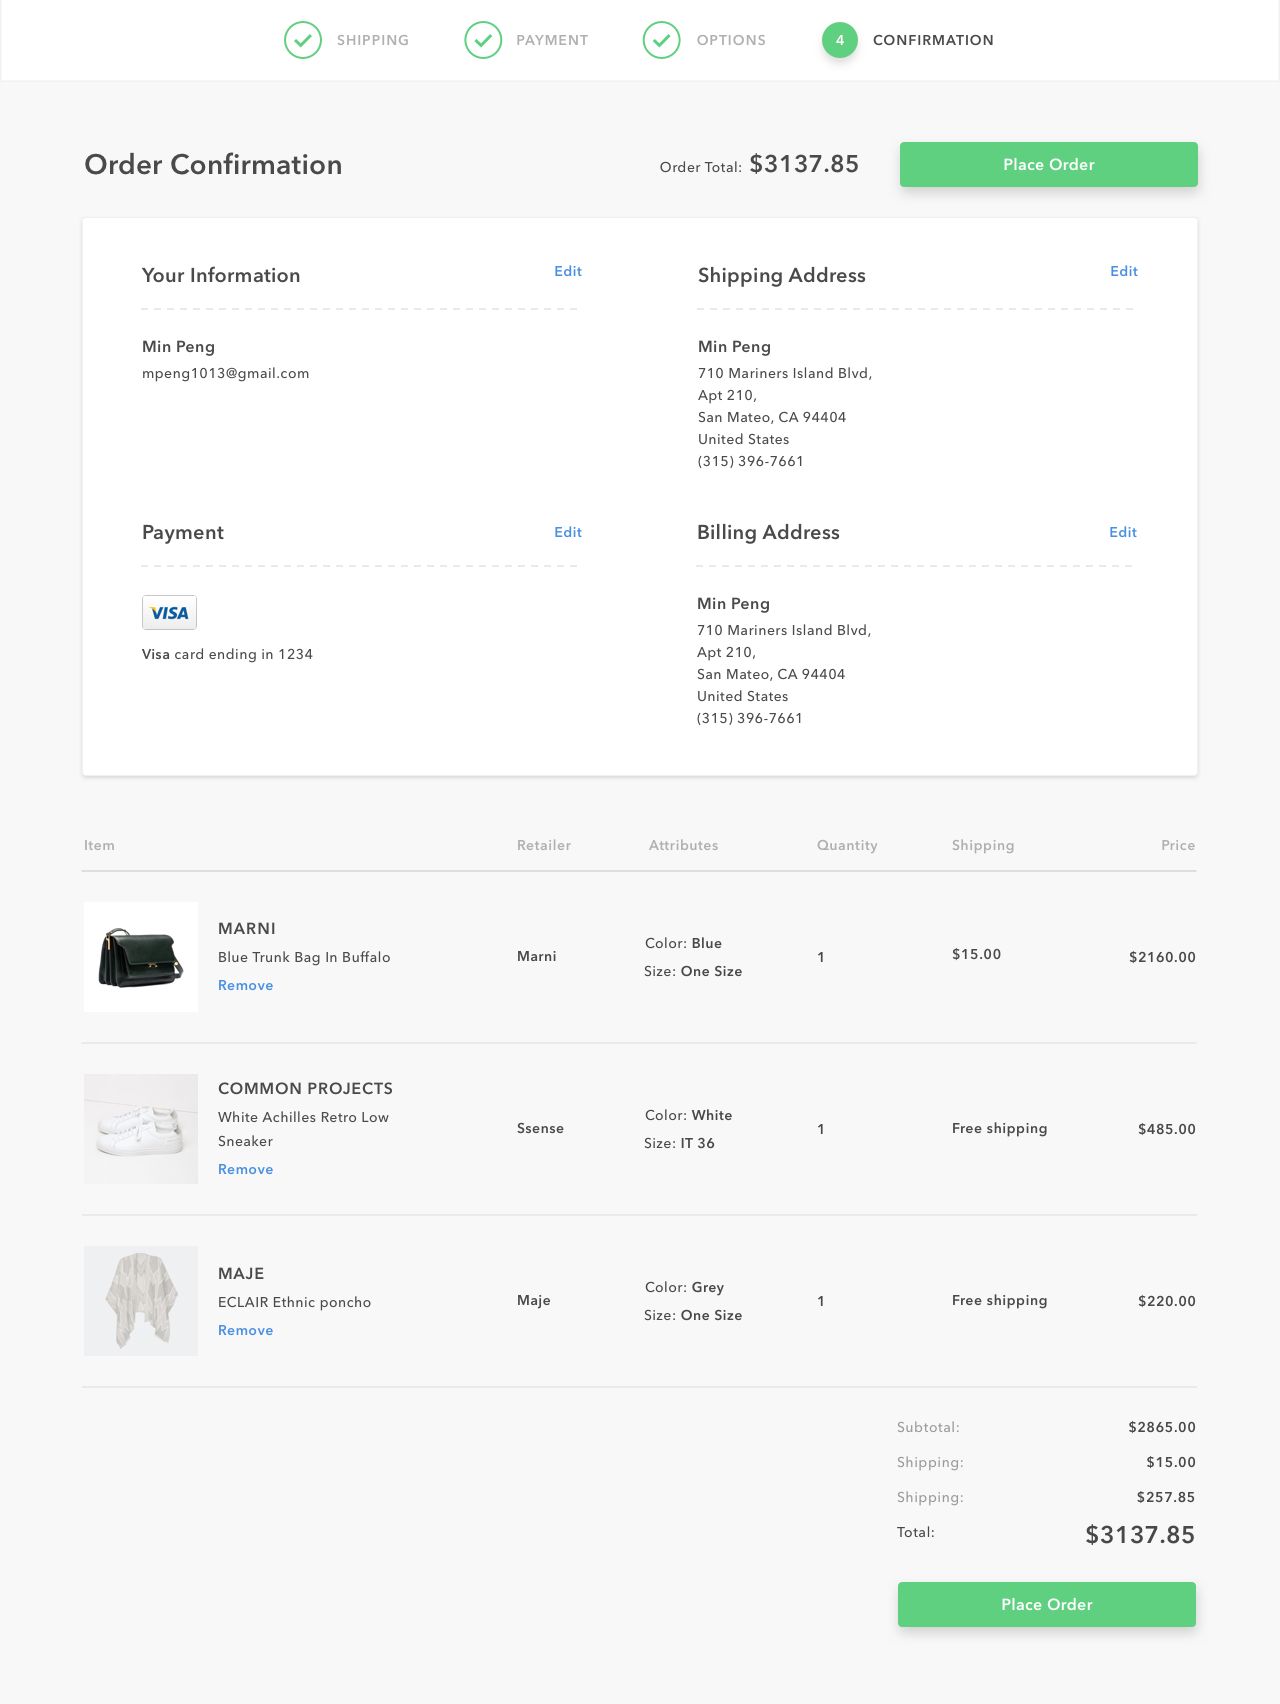 SHIPPING PAYMENT OPTIONS 4 CONFIRMATION
Order Confirmation Order Total: $3137.85 Place Order
Your Information Edit
Min Peng
mpeng1013@gmail.com
Shipping Address Edit
Min Peng
710 Mariners Island Blvd,
Apt 210,
San Mateo, CA 94404
United States
(315) 396-7661
Payment Edit
VISA
Visa card ending in 1234
Billing Address Edit
Min Peng
710 Mariners Island Blvd,
Apt 210,
San Mateo, CA 94404
United States
(315) 396-7661
Item Retailer Attributes Quantity Shipping Price
MARNI
Blue Trunk Bag In Buffalo
Remove
Marni
Color: Blue
Size: One Size
1
$15.00
$2160.00
COMMON PROJECTS
White Achilles Retro Low
Sneaker
Remove
Ssense
Color: White
Size: IT 36
1
Free shipping
$485.00
MAJE
ECLAIR Ethnic poncho
Remove
Maje
Color: Grey
Size: One Size
1
Free shipping
$220.00
Subtotal: $2865.00
Shipping: $15.00
Shipping: $257.85
Total: $3137.85
Place Order